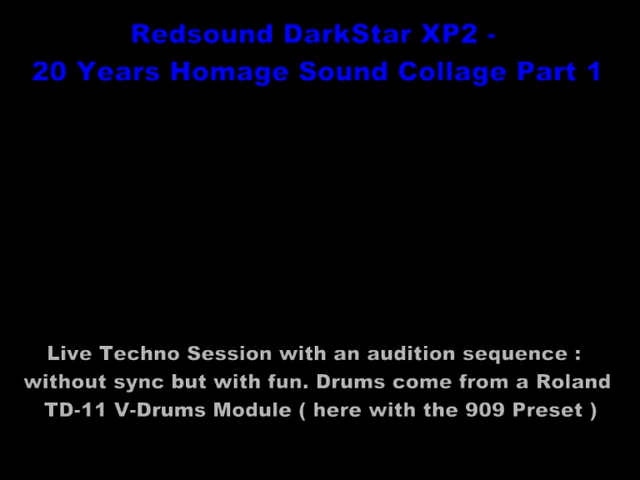 Redsound DarkStar XP2 -
20 Years Homage Sound Collage Part 1
Live Techno Session with an audition sequence :
without sync but with fun. Drums come from a Roland
TD-11 V-Drums Module ( here with the 909 Preset )